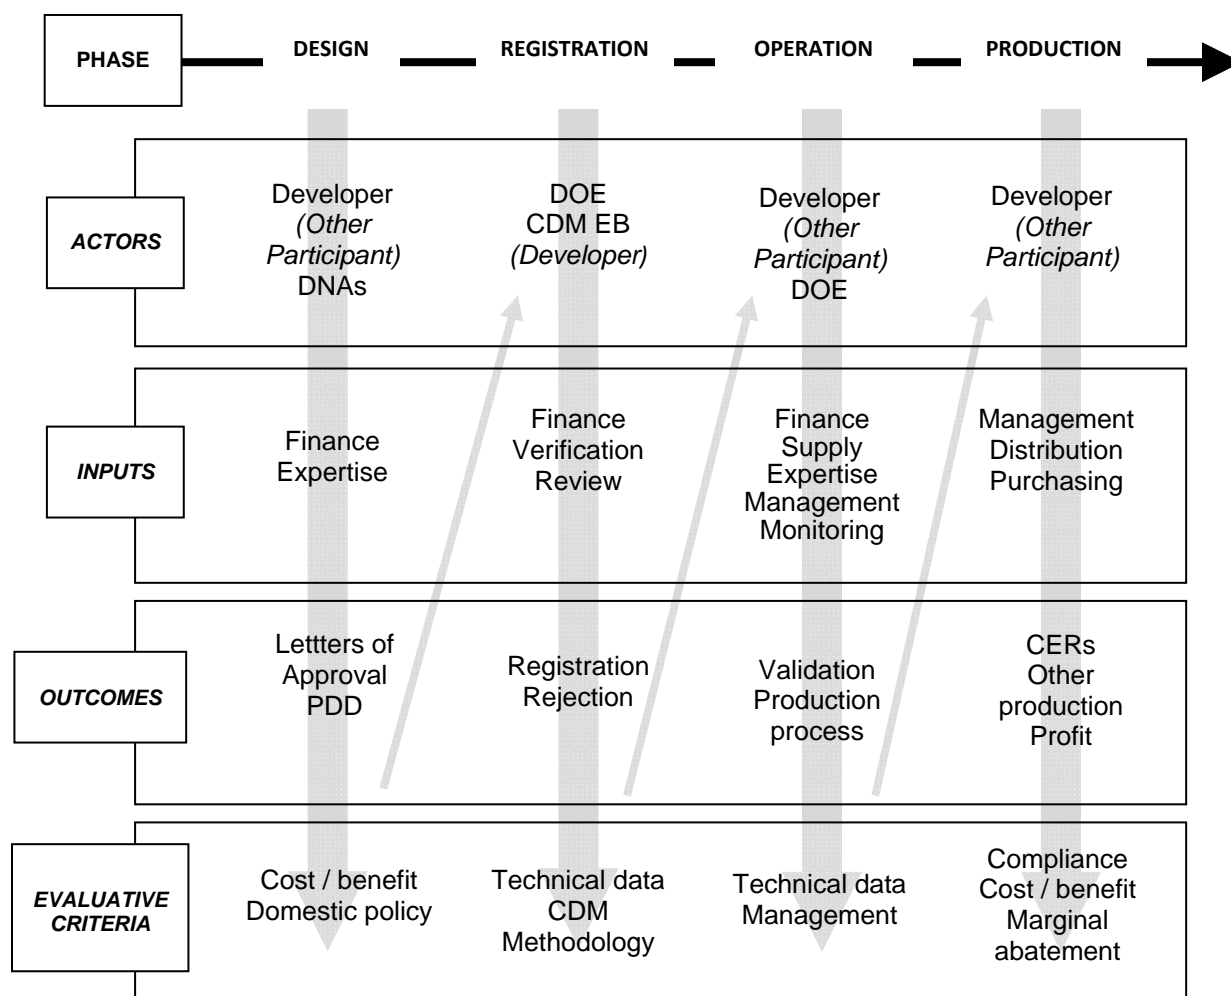 PHASE
DESIGN
REGISTRATION
OPERATION
PRODUCTION
ACTORS
Developer
(Other
Participant)
DNAs
DOE
CDM EB
(Developer)
Developer
(Other
Participant)
DOE
Developer
(Other
Participant)
INPUTS
Finance
Expertise
Finance
Verification
Review
Finance
Supply
Expertise
Management
Monitoring
Management
Distribution
Purchasing
OUTCOMES
Lettters of
Approval
PDD
Registration
Rejection
Validation
Production
process
CERs
Other
production
Profit
EVALUATIVE
CRITERIA
Cost / benefit
Domestic policy
Technical data
CDM
Methodology
Technical data
Management
Compliance
Cost / benefit
Marginal
abatement